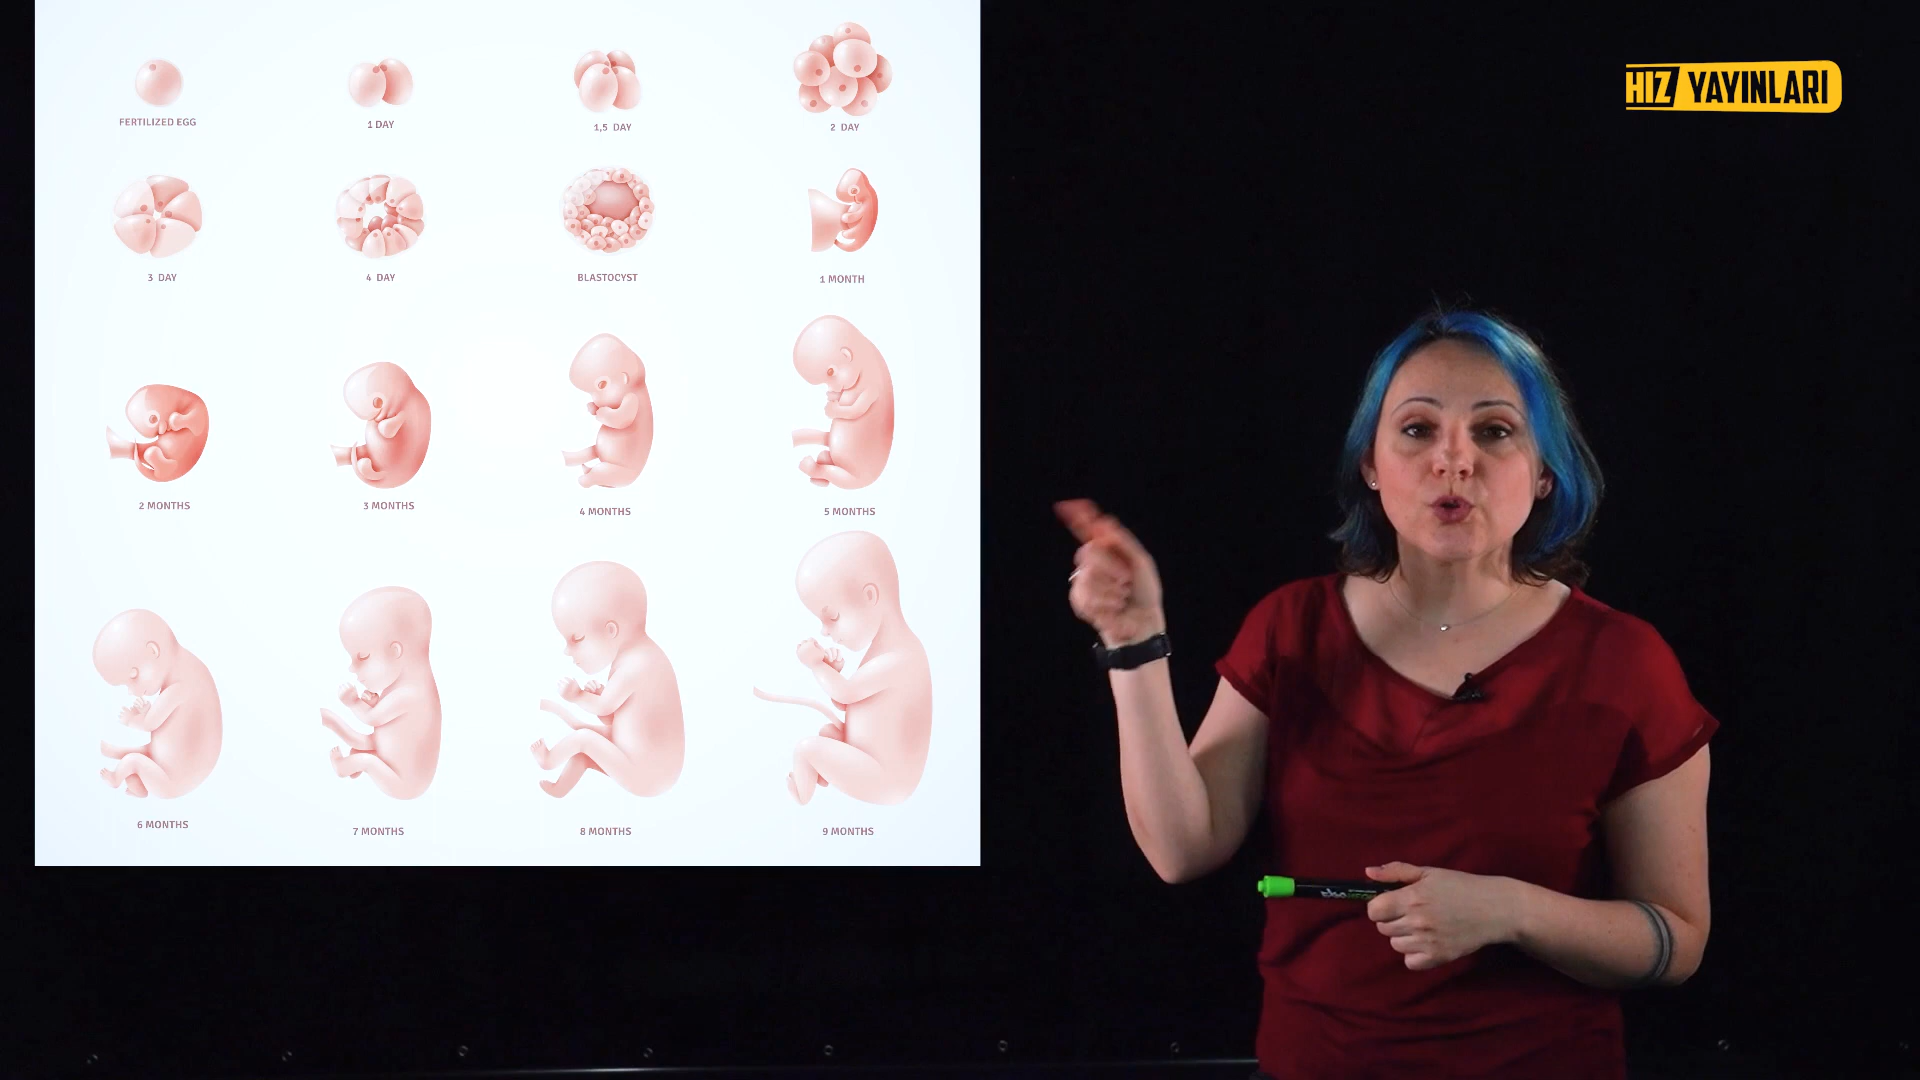 HIZ YAYINLARI
FERTILIZED EGG
1 DAY
1,5 DAY
2 DAY
3 DAY
4 DAY
BLASTOCYST
1 MONTH
2 MONTHS
3 MONTHS
4 MONTHS
5 MONTHS
6 MONTHS
7 MONTHS
8 MONTHS
9 MONTHS